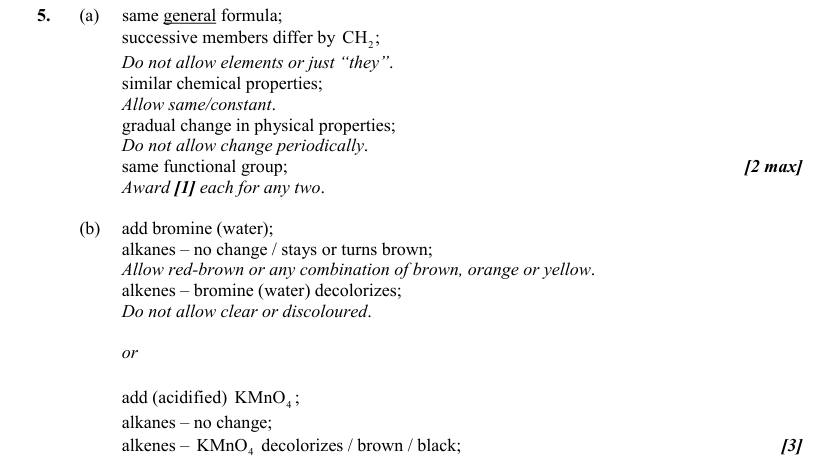 5. (a) same general formula;
successive members differ by CH₂;
Do not allow elements or just “they”.
similar chemical properties;
Allow same/constant.
gradual change in physical properties;
Do not allow change periodically.
same functional group; [2 max]
Award [1] each for any two.
(b) add bromine (water);
alkanes – no change / stays or turns brown;
Allow red-brown or any combination of brown, orange or yellow.
alkenes – bromine (water) decolorizes;
Do not allow clear or discoloured.
or
add (acidified) KMnO₄;
alkanes – no change;
alkenes – KMnO₄ decolorizes / brown / black; [3]